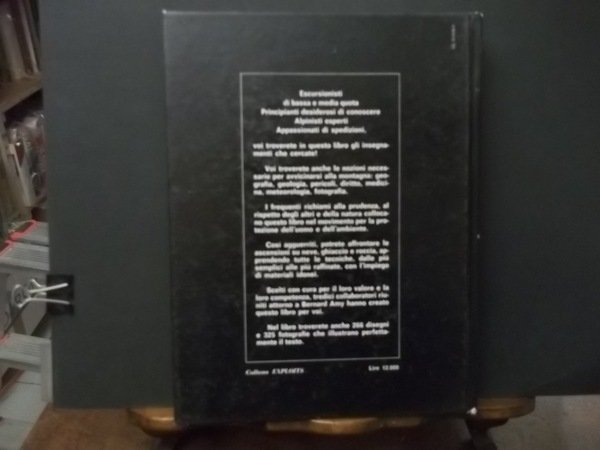 Escursionisti
di bassa e media quota
Principianti desiderosi di conoscere
Alpinisti esperti
Appassionati di spedizioni,
voi troverete in questo libro gli insegna-
menti che cercate!
Voi troverete anche le nozioni neces-
sarie per avvicinarsi alla montagna: geo-
grafia, geologia, pericoli, diritto, medici-
na, meteorologia, fotografia.
I frequenti richiami alla prudenza, al
rispetto degli altri e della natura colloca-
no questo libro nel movimento per la pro-
tezione dell'uomo e dell'ambiente.
Così agguerriti, potrete affrontare le
ascensioni su neve, ghiaccio e roccia, ap-
prendendo tutte le tecniche, dalle più
semplici alle più raffinate, con l'impiego
di materiali idonei.
Scelti con cura per il loro valore e la
loro competenza, tredici collaboratori riu-
niti attorno a Bernard Amy hanno creato
questo libro per voi.
Nel libro troverete anche 266 disegni
e 325 fotografie che illustrano perfetta-
mente il testo.
Collana EXPLOITS
Lire 12.000